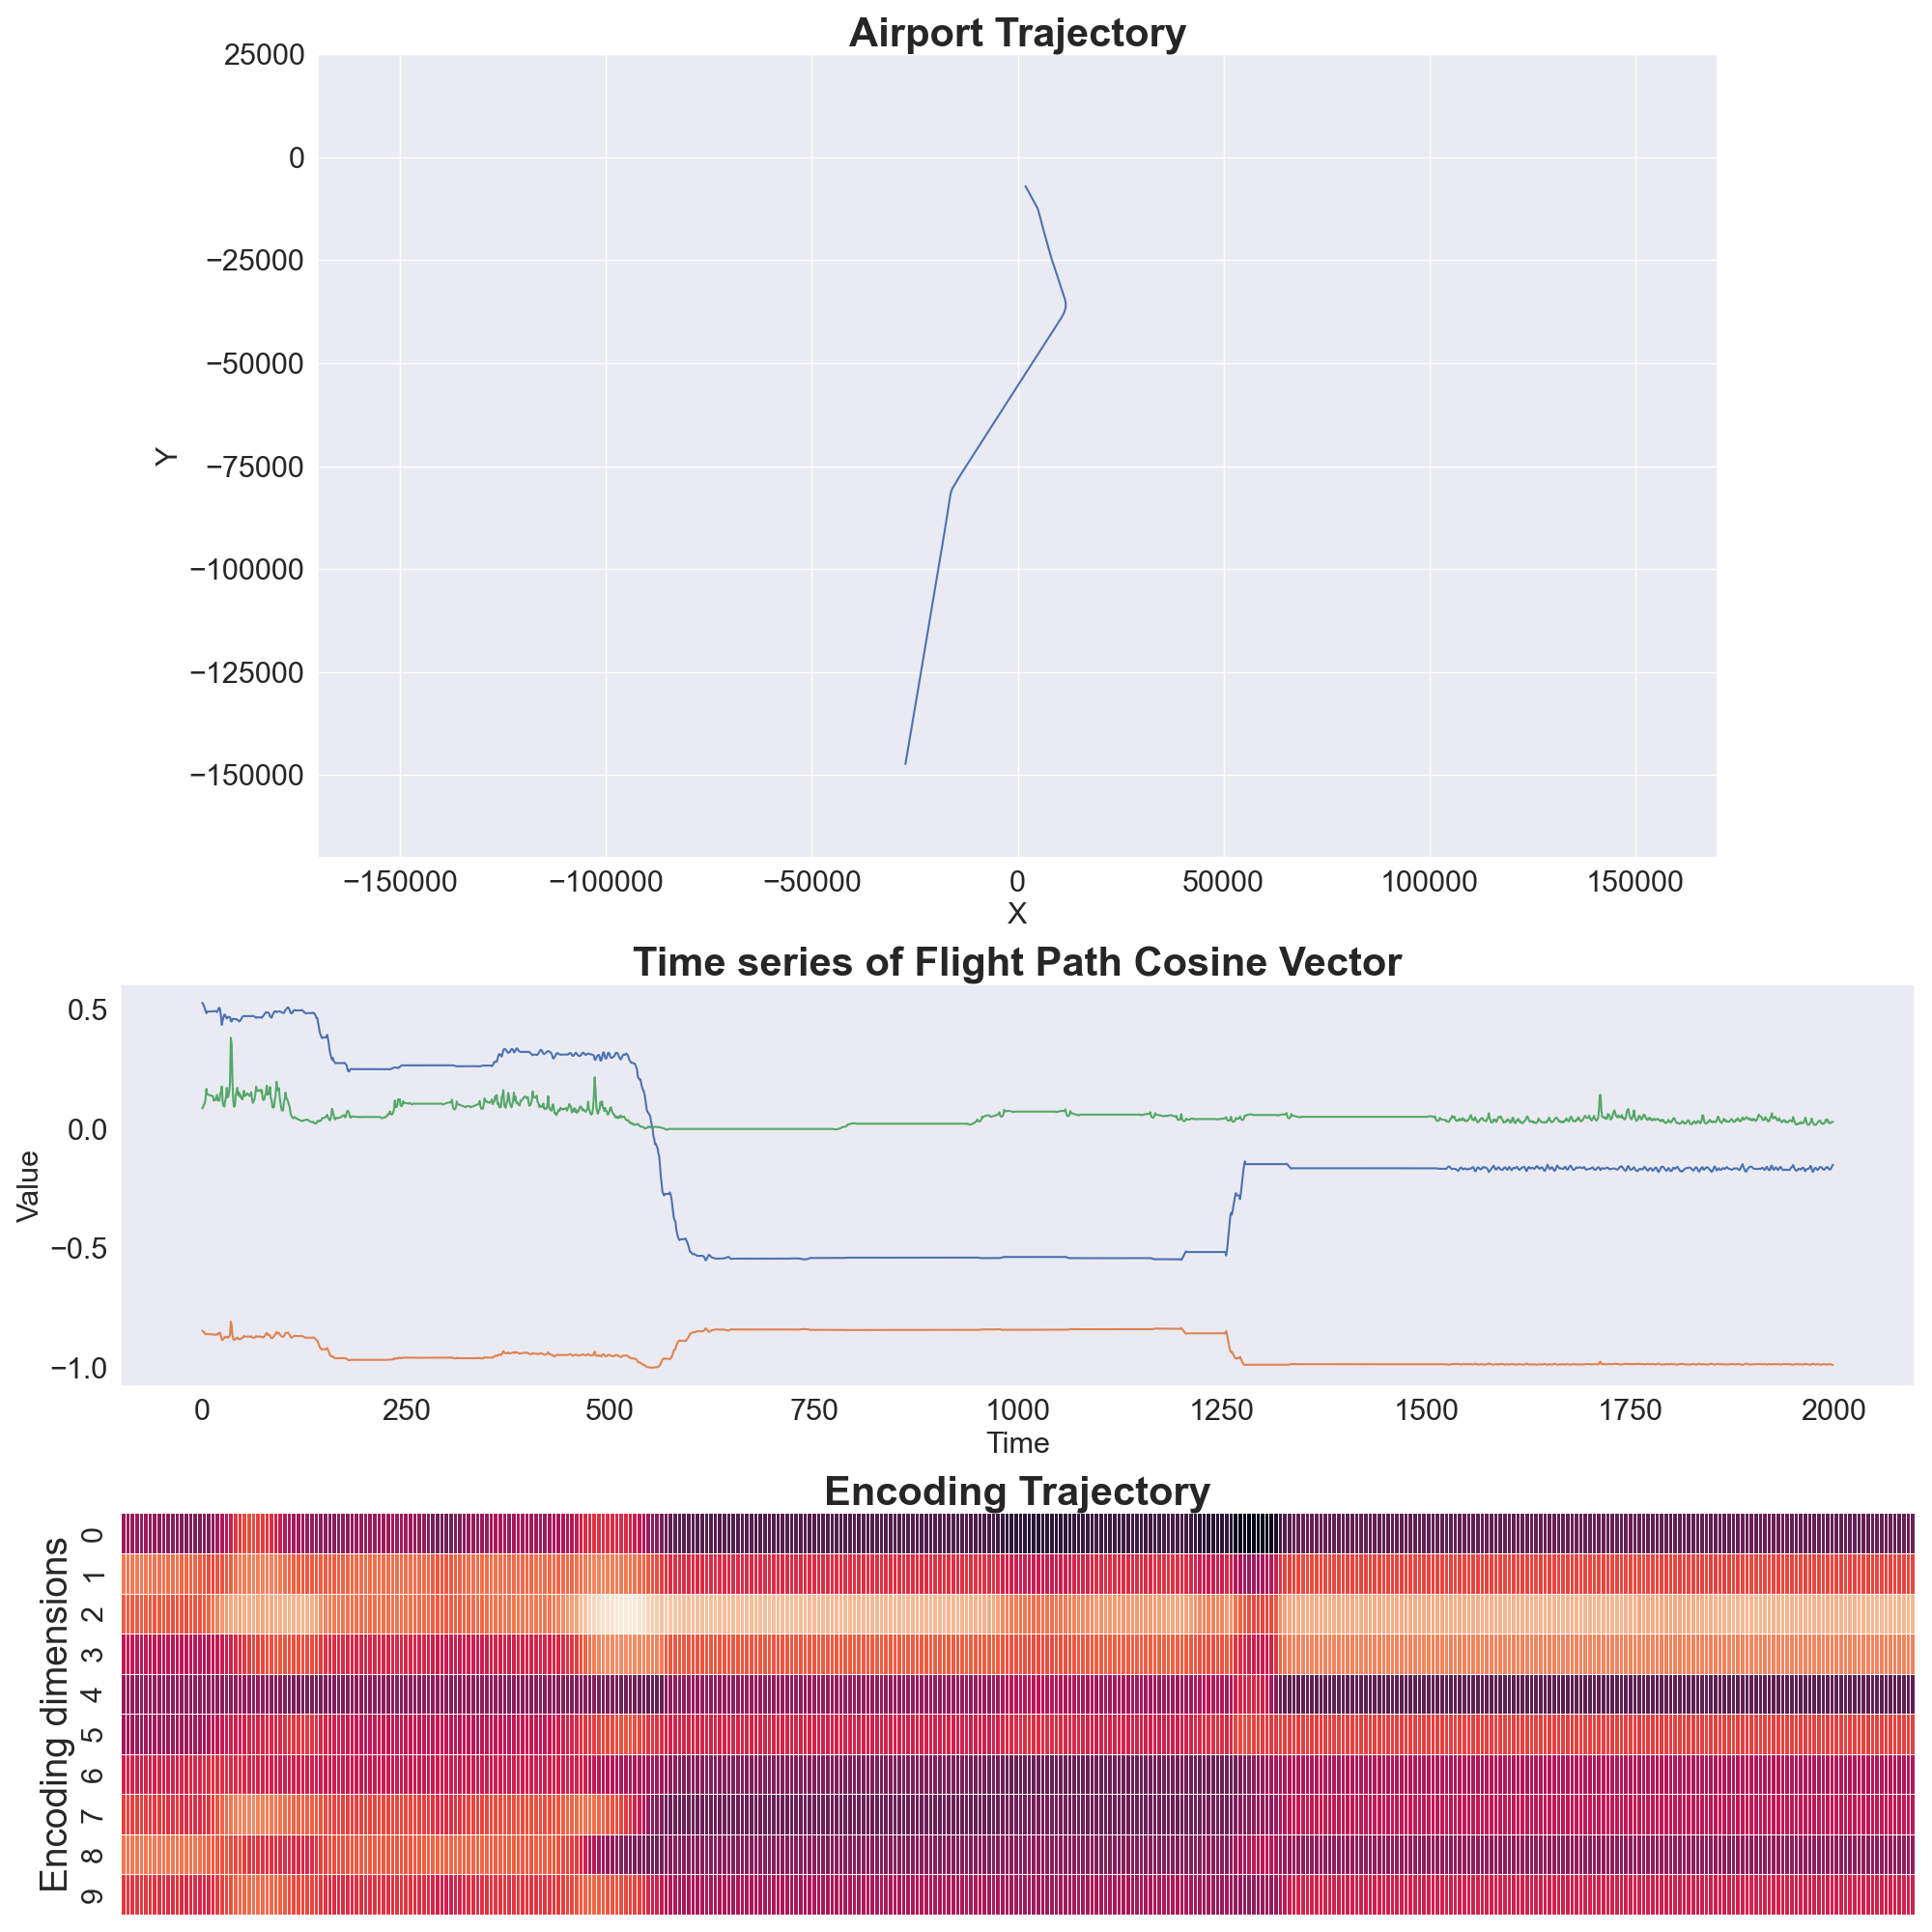 Airport Trajectory
25000
0
−25000
−50000
−75000
−100000
−125000
−150000
Y
−150000 −100000 −50000 0 50000 100000 150000
X
Time series of Flight Path Cosine Vector
0.5
0.0
−0.5
−1.0
Value
0 250 500 750 1000 1250 1500 1750 2000
Time
Encoding Trajectory
Encoding dimensions
0
1
2
3
4
5
6
7
8
9